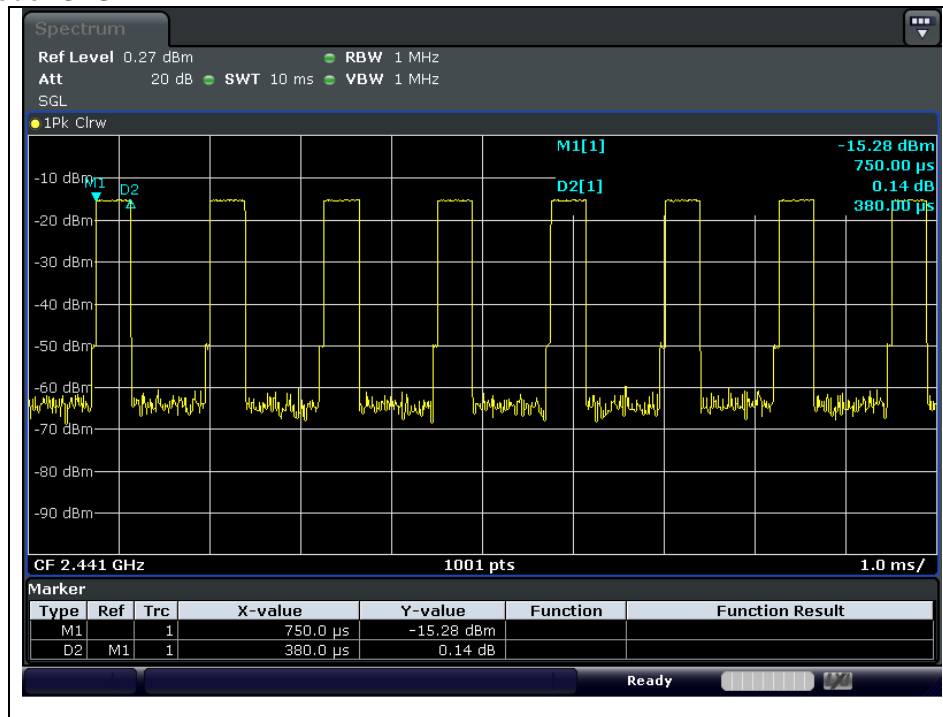 Spectrum
Ref Level 0.27 dBm RBW 1 MHz
Att 20 dB SWT 10 ms VBW 1 MHz
SGL
1Pk Clrw
M1[1] -15.28 dBm
750.00 µs
D2[1] 0.14 dB
380.00 µs
M1 D2
-10 dBm
-20 dBm
-30 dBm
-40 dBm
-50 dBm
-60 dBm
-70 dBm
-80 dBm
-90 dBm
CF 2.441 GHz 1001 pts 1.0 ms/
Marker
Type Ref Trc X-value Y-value Function Function Result
M1 1 750.0 µs -15.28 dBm
D2 M1 1 380.0 µs 0.14 dB
Ready